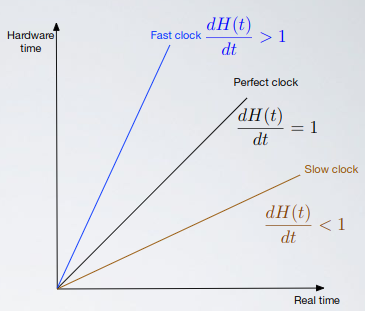 Hardware
time
Fast clock dH(t)/dt > 1
Perfect clock
dH(t)/dt = 1
Slow clock
dH(t)/dt < 1
Real time